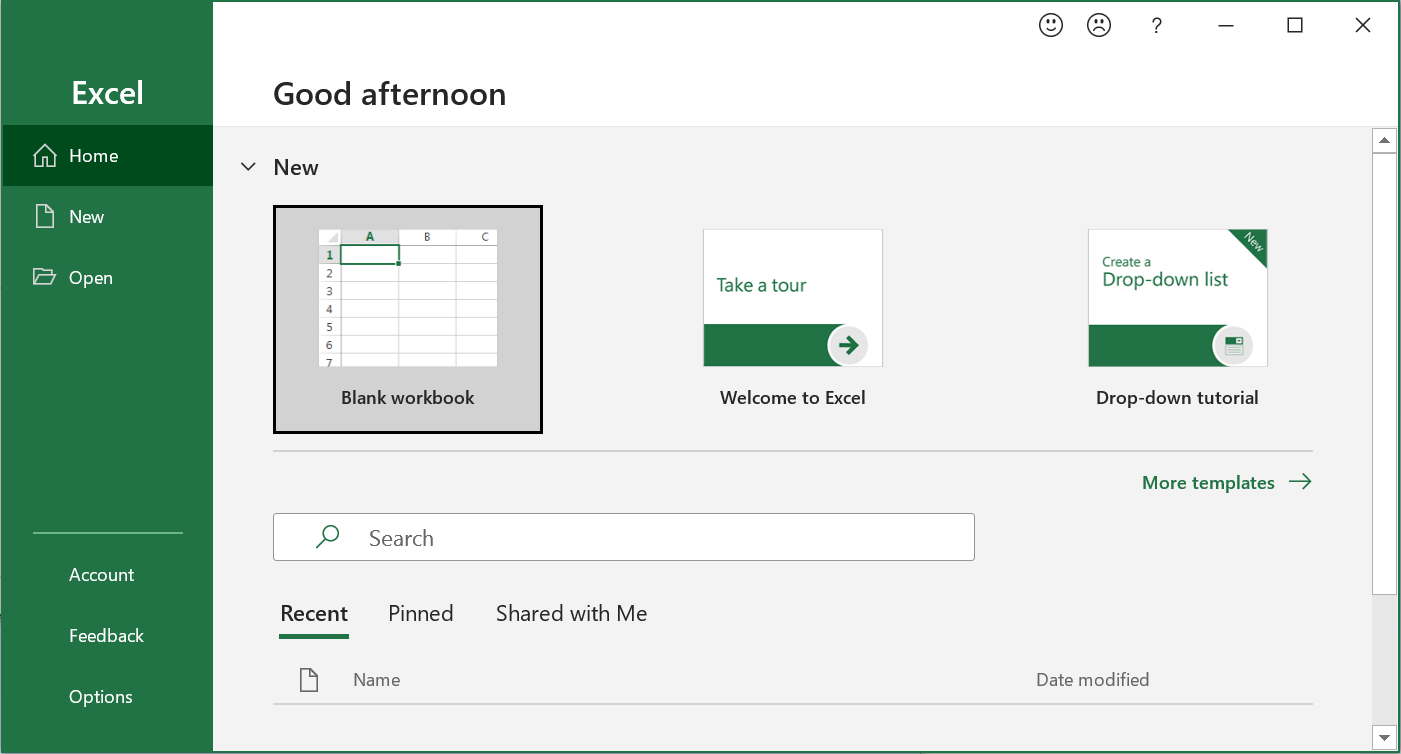 ?
Excel
Good afternoon
Home
New
Open
Account
Feedback
Options
New
A B C
1
2
3
4
5
6
7
Blank workbook
Take a tour
Welcome to Excel
New
Create a
Drop-down list
Drop-down tutorial
More templates
Search
Recent Pinned Shared with Me
Name Date modified